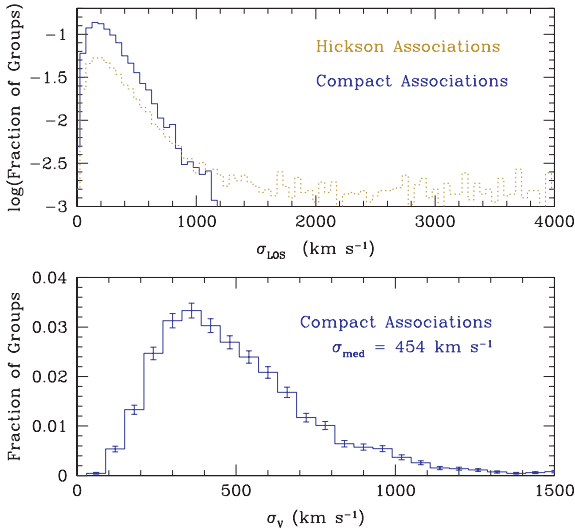 log(Fraction of Groups)
-1
-1.5
-2
-2.5
-3
Hickson Associations
Compact Associations
0 1000 2000 3000 4000
σLOS (km s⁻¹)
Fraction of Groups
0.04
0.03
0.02
0.01
0
Compact Associations
σmed = 454 km s⁻¹
0 500 1000 1500
σV (km s⁻¹)